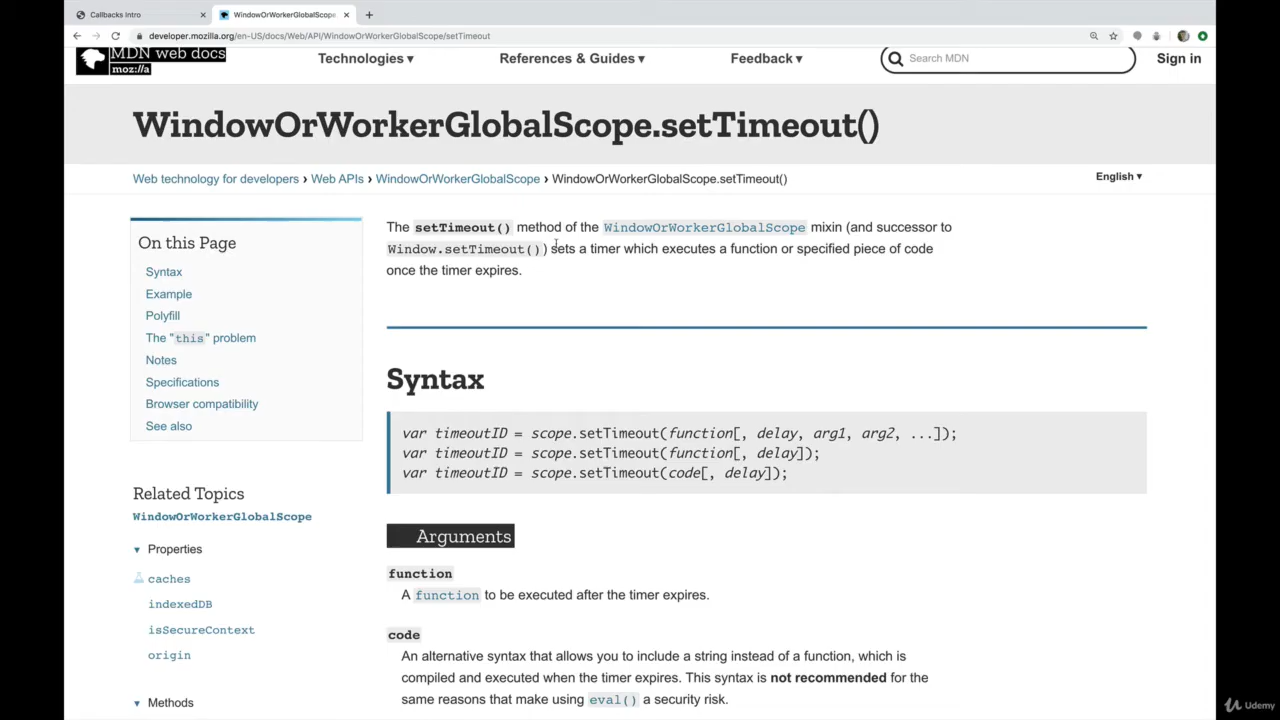 Callbacks Intro
WindowOrWorkerGlobalScope.
developer.mozilla.org/en-US/docs/Web/API/WindowOrWorkerGlobalScope/setTimeout
MDN web docs
moz://a
Technologies ▾
References & Guides ▾
Feedback ▾
Search MDN
Sign in
WindowOrWorkerGlobalScope.setTimeout()
Web technology for developers › Web APIs › WindowOrWorkerGlobalScope › WindowOrWorkerGlobalScope.setTimeout()
English ▾
On this Page
Syntax
Example
Polyfill
The "this" problem
Notes
Specifications
Browser compatibility
See also
Related Topics
WindowOrWorkerGlobalScope
▾ Properties
caches
indexedDB
isSecureContext
origin
▾ Methods
The setTimeout() method of the WindowOrWorkerGlobalScope mixin (and successor to
Window.setTimeout()) sets a timer which executes a function or specified piece of code
once the timer expires.
Syntax
var timeoutID = scope.setTimeout(function[, delay, arg1, arg2, ...]);
var timeoutID = scope.setTimeout(function[, delay]);
var timeoutID = scope.setTimeout(code[, delay]);
Arguments
function
A function to be executed after the timer expires.
code
An alternative syntax that allows you to include a string instead of a function, which is
compiled and executed when the timer expires. This syntax is not recommended for the
same reasons that make using eval() a security risk.
Udemy